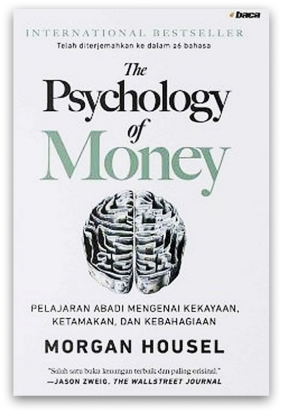 baca
INTERNATIONAL BESTSELLER
Telah diterjemahkan ke dalam 26 bahasa
The
Psychology
of
Money
PELAJARAN ABADI MENGENAI KEKAYAAN,
KETAMAKAN, DAN KEBAHAGIAAN
MORGAN HOUSEL
"Salah satu buku keuangan terbaik dan paling orisinal."
—JASON ZWEIG, THE WALLSTREET JOURNAL